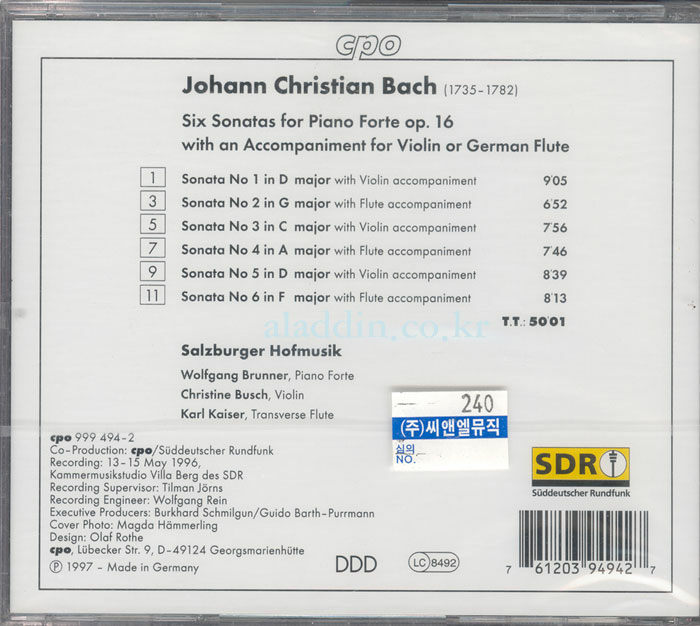 cpo
Johann Christian Bach (1735-1782)
Six Sonatas for Piano Forte op. 16
with an Accompaniment for Violin or German Flute
1 Sonata No 1 in D major with Violin accompaniment 9'05
3 Sonata No 2 in G major with Flute accompaniment 6'52
5 Sonata No 3 in C major with Violin accompaniment 7'56
7 Sonata No 4 in A major with Flute accompaniment 7'46
9 Sonata No 5 in D major with Violin accompaniment 8'39
11 Sonata No 6 in F major with Flute accompaniment 8'13
T.T.: 50'01
aladdin.co.kr
Salzburger Hofmusik
Wolfgang Brunner, Piano Forte
Christine Busch, Violin
Karl Kaiser, Transverse Flute
240
(주)씨앤엘뮤직
심의
NO.
cpo 999 494-2
Co-Production: cpo/Süddeutscher Rundfunk
Recording: 13-15 May 1996,
Kammermusikstudio Villa Berg des SDR
Recording Supervisor: Tilman Jörns
Recording Engineer: Wolfgang Rein
Executive Producers: Burkhard Schmilgun/Guido Barth-Purrmann
Cover Photo: Magda Hämmerling
Design: Olaf Rothe
cpo, Lübecker Str. 9, D-49124 Georgsmarienhütte
Ⓟ 1997 - Made in Germany
DDD
LC 8492
SDR
Süddeutscher Rundfunk
7 61203 94942 7